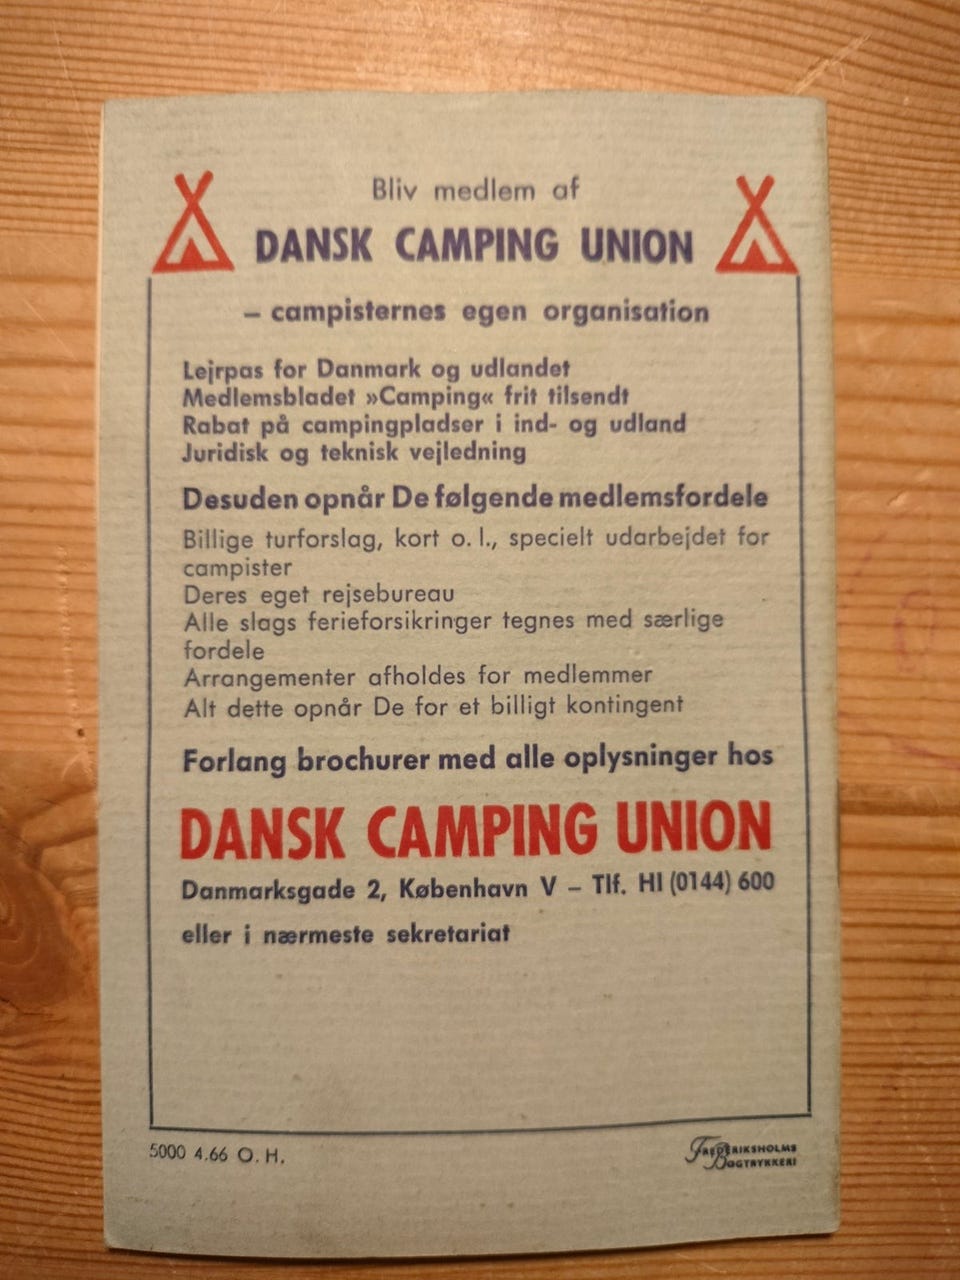 Bliv medlem af
DANSK CAMPING UNION
– campisternes egen organisation
Lejrpas for Danmark og udlandet
Medlemsbladet »Camping« frit tilsendt
Rabat på campingpladser i ind- og udland
Juridisk og teknisk vejledning
Desuden opnår De følgende medlemsfordele
Billige turforslag, kort o. l., specielt udarbejdet for
campister
Deres eget rejsebureau
Alle slags ferieforsikringer tegnes med særlige
fordele
Arrangementer afholdes for medlemmer
Alt dette opnår De for et billigt kontingent
Forlang brochurer med alle oplysninger hos
DANSK CAMPING UNION
Danmarksgade 2, København V – Tlf. HI (0144) 600
eller i nærmeste sekretariat
5000 4.66 O. H.
FREDERIKSHOLMS
BOGTRYKKERI